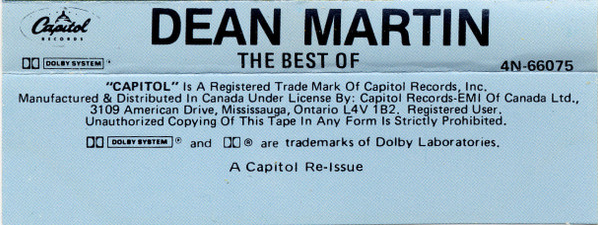 Capitol
RECORDS
DEAN MARTIN
DOLBY SYSTEM ®
THE BEST OF
4N-66075
"CAPITOL" Is A Registered Trade Mark Of Capitol Records, Inc.
Manufactured & Distributed In Canada Under License By: Capitol Records-EMI Of Canada Ltd.,
3109 American Drive, Mississauga, Ontario L4V 1B2. Registered User.
Unauthorized Copying Of This Tape In Any Form Is Strictly Prohibited.
DOLBY SYSTEM ® and ® are trademarks of Dolby Laboratories.
A Capitol Re-Issue